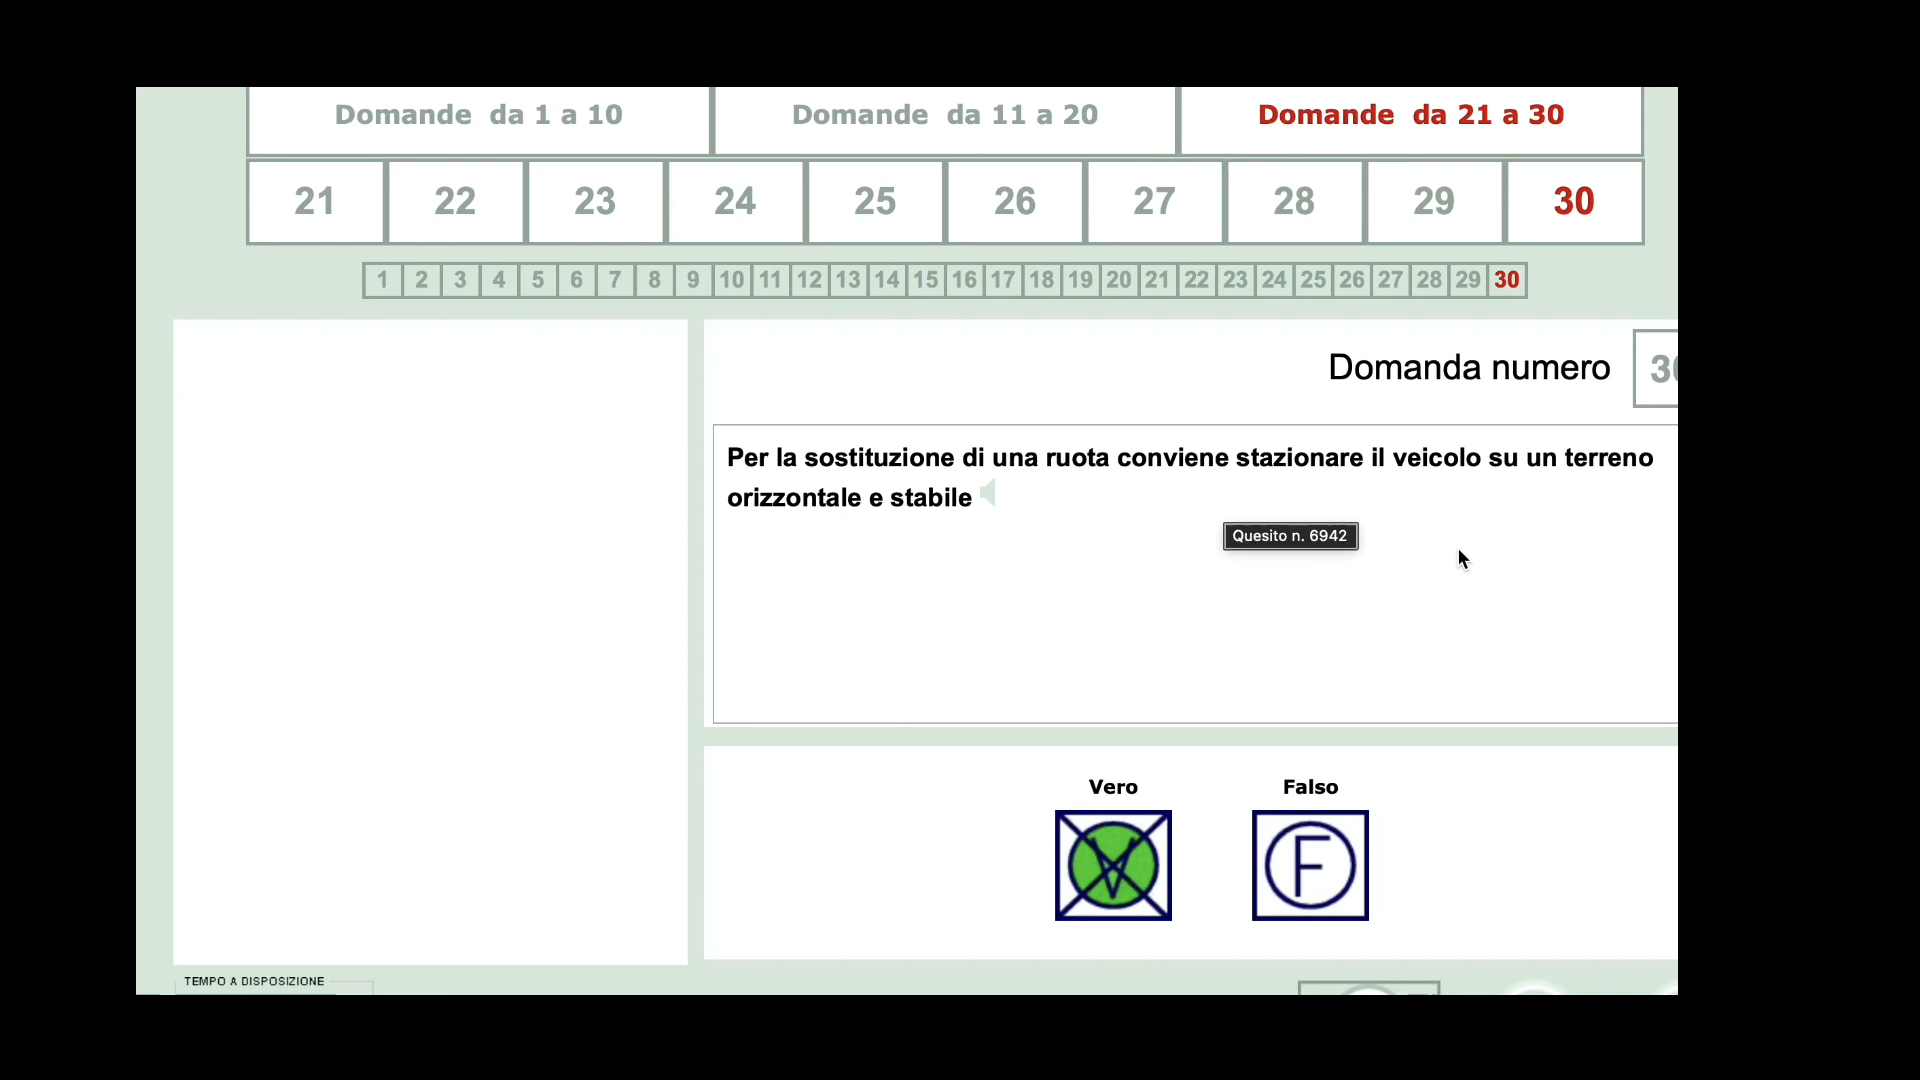 Domande da 1 a 10 Domande da 11 a 20 Domande da 21 a 30
21 22 23 24 25 26 27 28 29 30
1 2 3 4 5 6 7 8 9 10 11 12 13 14 15 16 17 18 19 20 21 22 23 24 25 26 27 28 29 30
Domanda numero 30
Per la sostituzione di una ruota conviene stazionare il veicolo su un terreno
orizzontale e stabile
Quesito n. 6942
Vero Falso
V F
TEMPO A DISPOSIZIONE